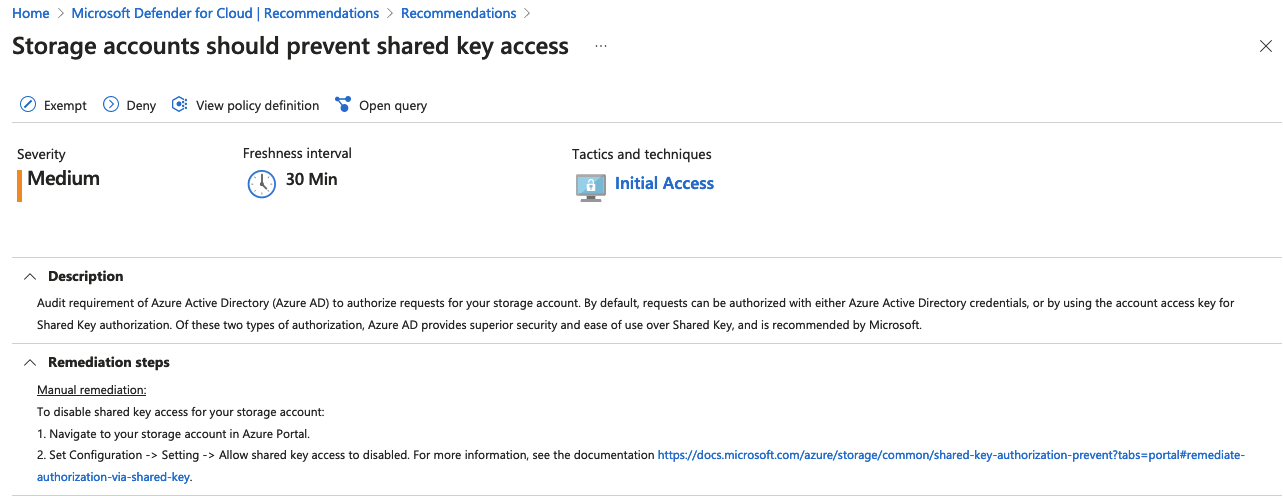 Home > Microsoft Defender for Cloud | Recommendations > Recommendations >
Storage accounts should prevent shared key access ...
Exempt Deny View policy definition Open query
Severity Freshness interval Tactics and techniques
Medium 30 Min Initial Access
Description
Audit requirement of Azure Active Directory (Azure AD) to authorize requests for your storage account. By default, requests can be authorized with either Azure Active Directory credentials, or by using the account access key for
Shared Key authorization. Of these two types of authorization, Azure AD provides superior security and ease of use over Shared Key, and is recommended by Microsoft.
Remediation steps
Manual remediation:
To disable shared key access for your storage account:
1. Navigate to your storage account in Azure Portal.
2. Set Configuration -> Setting -> Allow shared key access to disabled. For more information, see the documentation https://docs.microsoft.com/azure/storage/common/shared-key-authorization-prevent?tabs=portal#remediate-
authorization-via-shared-key.